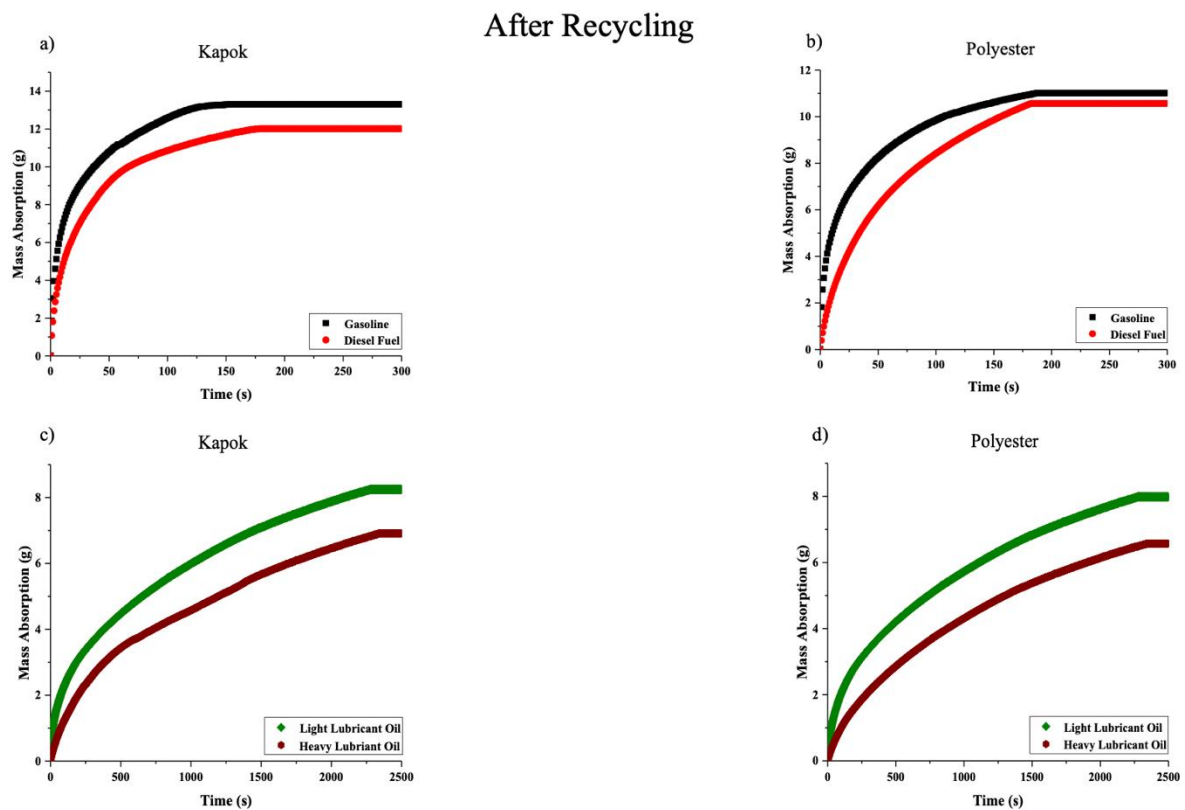 After Recycling
a)
Kapok
Mass Absorption (g)
14
12
10
8
6
4
2
0
Gasoline
Diesel Fuel
0 50 100 150 200 250 300
Time (s)
b)
Polyester
Mass Absorption (g)
12
10
8
6
4
2
0
Gasoline
Diesel Fuel
0 50 100 150 200 250 300
Time (s)
c)
Kapok
Mass Absorption (g)
8
6
4
2
0
Light Lubricant Oil
Heavy Lubriant Oil
0 500 1000 1500 2000 2500
Time (s)
d)
Polyester
Mass Absorption (g)
8
6
4
2
0
Light Lubricant Oil
Heavy Lubriant Oil
0 500 1000 1500 2000 2500
Time (s)